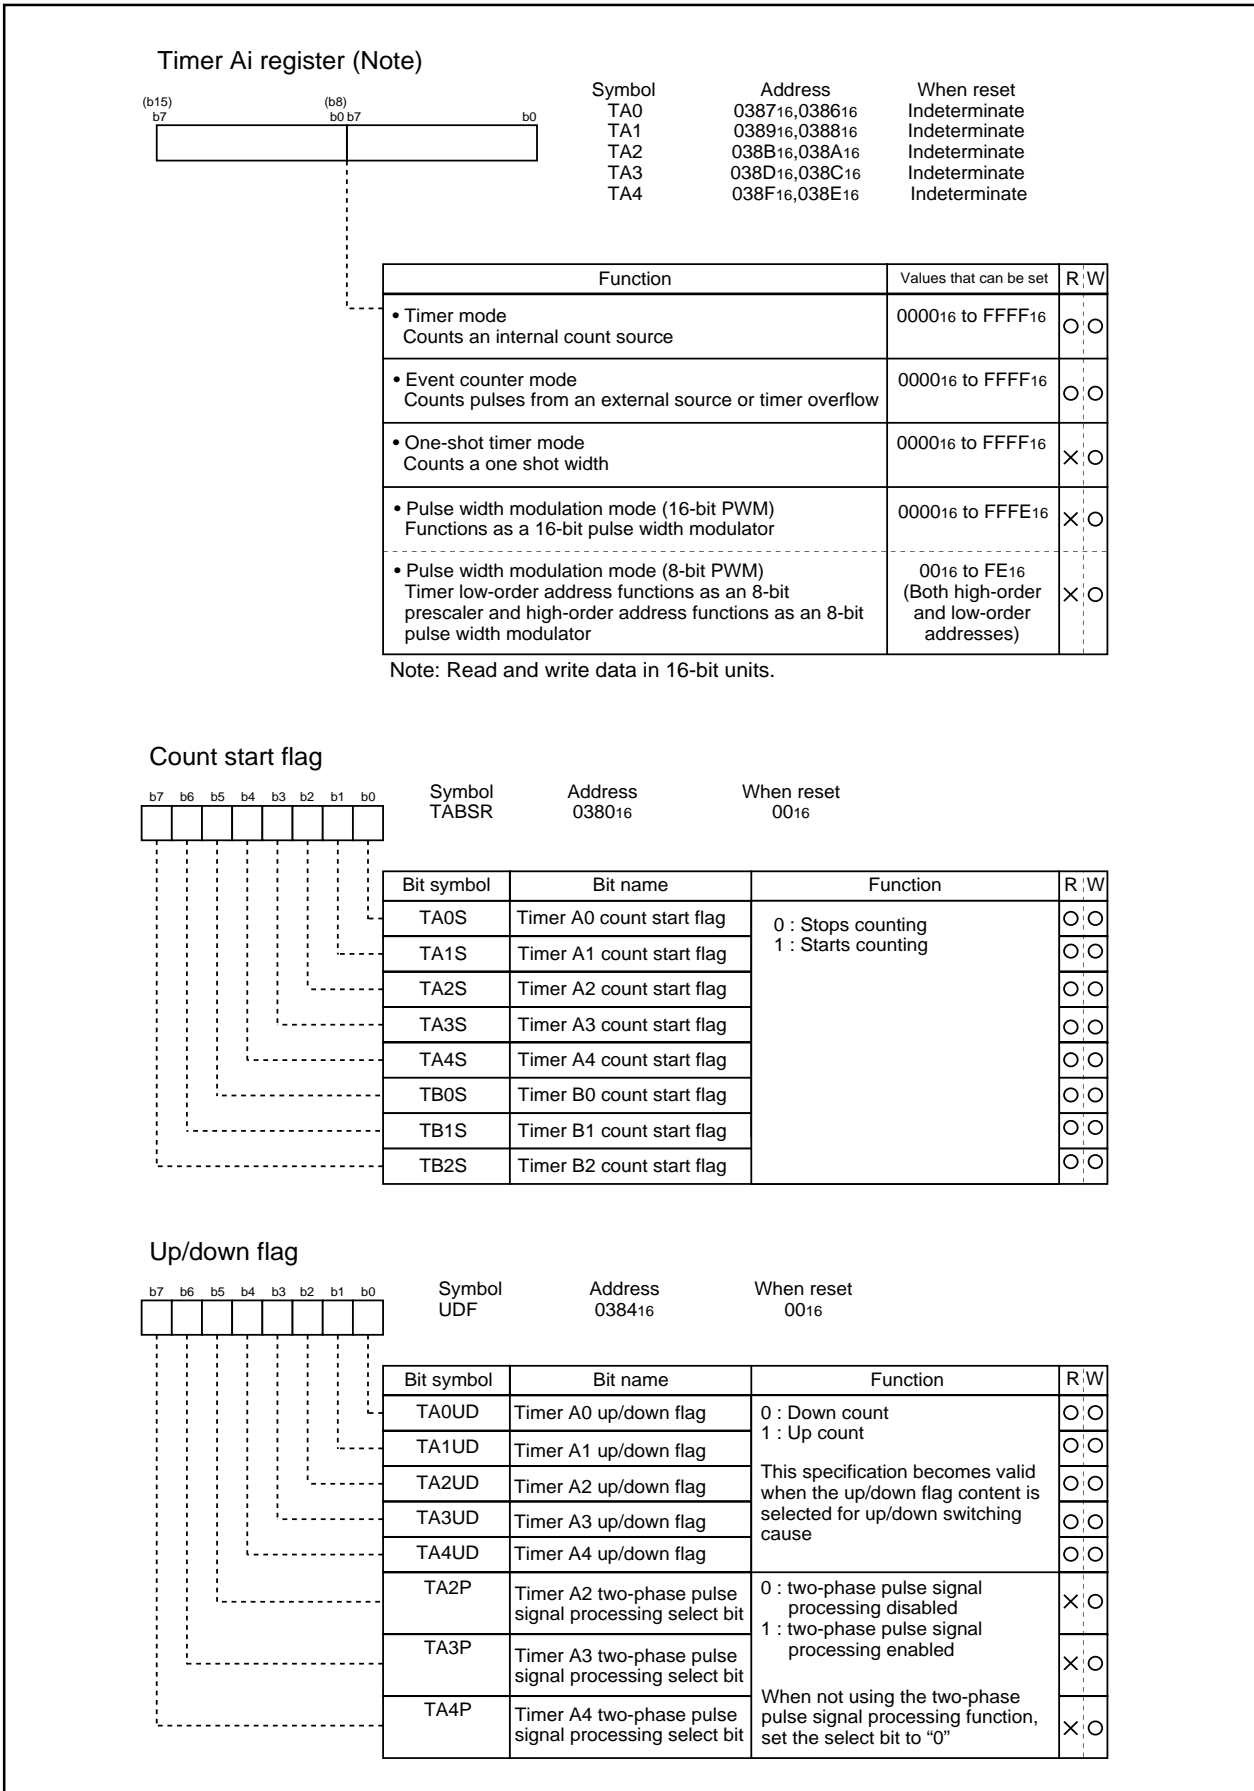 Timer Ai register (Note)
(b15) (b8)
b7 b0 b7 b0
Symbol Address When reset
TA0 038716,038616 Indeterminate
TA1 038916,038816 Indeterminate
TA2 038B16,038A16 Indeterminate
TA3 038D16,038C16 Indeterminate
TA4 038F16,038E16 Indeterminate
Function Values that can be set R W
• Timer mode 000016 to FFFF16
Counts an internal count source
• Event counter mode 000016 to FFFF16
Counts pulses from an external source or timer overflow
• One-shot timer mode 000016 to FFFF16
Counts a one shot width
• Pulse width modulation mode (16-bit PWM) 000016 to FFFE16
Functions as a 16-bit pulse width modulator
• Pulse width modulation mode (8-bit PWM) 0016 to FE16
Timer low-order address functions as an 8-bit (Both high-order
prescaler and high-order address functions as an 8-bit and low-order
pulse width modulator addresses)
Note: Read and write data in 16-bit units.
Count start flag
b7 b6 b5 b4 b3 b2 b1 b0
Symbol Address When reset
TABSR 038016 0016
Bit symbol Bit name Function R W
TA0S Timer A0 count start flag 0 : Stops counting
TA1S Timer A1 count start flag 1 : Starts counting
TA2S Timer A2 count start flag
TA3S Timer A3 count start flag
TA4S Timer A4 count start flag
TB0S Timer B0 count start flag
TB1S Timer B1 count start flag
TB2S Timer B2 count start flag
Up/down flag
b7 b6 b5 b4 b3 b2 b1 b0
Symbol Address When reset
UDF 038416 0016
Bit symbol Bit name Function R W
TA0UD Timer A0 up/down flag 0 : Down count
1 : Up count
TA1UD Timer A1 up/down flag
This specification becomes valid
TA2UD Timer A2 up/down flag when the up/down flag content is
selected for up/down switching
TA3UD Timer A3 up/down flag cause
TA4UD Timer A4 up/down flag
TA2P Timer A2 two-phase pulse 0 : two-phase pulse signal
signal processing select bit processing disabled
1 : two-phase pulse signal
TA3P Timer A3 two-phase pulse processing enabled
signal processing select bit
When not using the two-phase
TA4P Timer A4 two-phase pulse pulse signal processing function,
signal processing select bit set the select bit to “0”